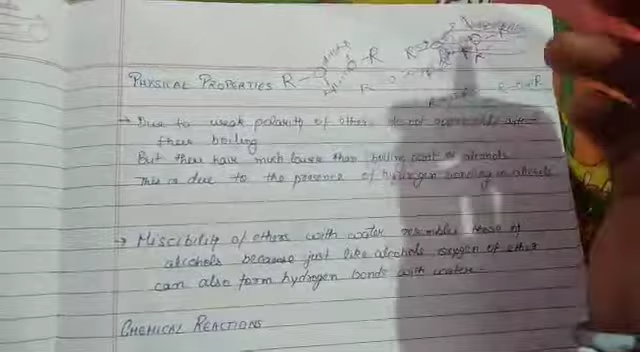 PHYSICAL PROPERTIES R-O R
→ Due to weak polarity of ethers do not
their boiling
But they have much lower than boiling point of alcohols
This is due to the presence of hydrogen bonding in alcohols
→ Miscibility of ethers with water resembles those of
alcohols because just like alcohols, oxygen of ether
can also form hydrogen bonds with water.
CHEMICAL REACTIONS